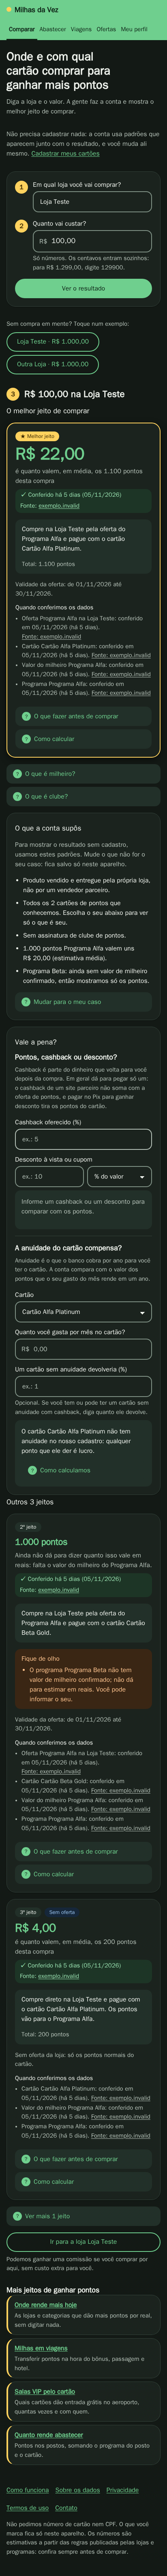 Milhas da Vez
Comprar Abastecer Viagens Ofertas Meu perfil
Onde e com qual
cartão comprar para
ganhar mais pontos
Diga a loja e o valor. A gente faz a conta e mostra o
melhor jeito de comprar.
Não precisa cadastrar nada: a conta usa padrões que
aparecem junto com o resultado, e você muda ali
mesmo. Cadastrar meus cartões
1 Em qual loja você vai comprar?
Loja Teste
2 Quanto vai custar?
R$ 100,00
Só números. Os centavos entram sozinhos:
para R$ 1.299,00, digite 129900.
Ver o resultado
Sem compra em mente? Toque num exemplo:
Loja Teste · R$ 1.000,00
Outra Loja · R$ 1.000,00
3 R$ 100,00 na Loja Teste
O melhor jeito de comprar
★ Melhor jeito
R$ 22,00
é quanto valem, em média, os 1.100 pontos
desta compra
✓ Conferido há 5 dias (05/11/2026)
Fonte: exemplo.invalid
Compre na Loja Teste pela oferta do
Programa Alfa e pague com o cartão
Cartão Alfa Platinum.
Total: 1.100 pontos
Validade da oferta: de 01/11/2026 até
30/11/2026.
Quando conferimos os dados
Oferta Programa Alfa na Loja Teste: conferido
em 05/11/2026 (há 5 dias).
Fonte: exemplo.invalid
Cartão Cartão Alfa Platinum: conferido em
05/11/2026 (há 5 dias). Fonte: exemplo.invalid
Valor do milheiro Programa Alfa: conferido em
05/11/2026 (há 5 dias). Fonte: exemplo.invalid
Programa Programa Alfa: conferido em
05/11/2026 (há 5 dias). Fonte: exemplo.invalid
? O que fazer antes de comprar
? Como calcular
? O que é milheiro?
? O que é clube?
O que a conta supôs
Para mostrar o resultado sem cadastro,
usamos estes padrões. Mude o que não for o
seu caso: fica salvo só neste aparelho.
Produto vendido e entregue pela própria loja,
não por um vendedor parceiro.
Todos os 2 cartões de pontos que
conhecemos. Escolha o seu abaixo para ver
só o que é seu.
Sem assinatura de clube de pontos.
1.000 pontos Programa Alfa valem uns
R$ 20,00 (estimativa média).
Programa Beta: ainda sem valor de milheiro
confirmado, então mostramos só os pontos.
? Mudar para o meu caso
Vale a pena?
Pontos, cashback ou desconto?
Cashback é parte do dinheiro que volta para você
depois da compra. Em geral dá para pegar só um:
o cashback de um site parceiro não soma com a
oferta de pontos, e pagar no Pix para ganhar
desconto tira os pontos do cartão.
Cashback oferecido (%)
ex.: 5
Desconto à vista ou cupom
ex.: 10 % do valor
Informe um cashback ou um desconto para
comparar com os pontos.
A anuidade do cartão compensa?
Anuidade é o que o banco cobra por ano para você
ter o cartão. A conta compara com o valor dos
pontos que o seu gasto do mês rende em um ano.
Cartão
Cartão Alfa Platinum
Quanto você gasta por mês no cartão?
R$ 0,00
Um cartão sem anuidade devolveria (%)
ex.: 1
Opcional. Se você tem ou pode ter um cartão sem
anuidade com cashback, diga quanto ele devolve.
O cartão Cartão Alfa Platinum não tem
anuidade no nosso cadastro: qualquer
ponto que ele der é lucro.
? Como calculamos
Outros 3 jeitos
2º jeito
1.000 pontos
Ainda não dá para dizer quanto isso vale em
reais: falta o valor do milheiro do Programa Alfa.
✓ Conferido há 5 dias (05/11/2026)
Fonte: exemplo.invalid
Compre na Loja Teste pela oferta do
Programa Alfa e pague com o cartão Cartão
Beta Gold.
Fique de olho
O programa Programa Beta não tem
valor de milheiro confirmado; não dá
para estimar em reais. Você pode
informar o seu.
Validade da oferta: de 01/11/2026 até
30/11/2026.
Quando conferimos os dados
Oferta Programa Alfa na Loja Teste: conferido
em 05/11/2026 (há 5 dias).
Fonte: exemplo.invalid
Cartão Cartão Beta Gold: conferido em
05/11/2026 (há 5 dias). Fonte: exemplo.invalid
Valor do milheiro Programa Alfa: conferido em
05/11/2026 (há 5 dias). Fonte: exemplo.invalid
Programa Programa Alfa: conferido em
05/11/2026 (há 5 dias). Fonte: exemplo.invalid
? O que fazer antes de comprar
? Como calcular
3º jeito Sem oferta
R$ 4,00
é quanto valem, em média, os 200 pontos
desta compra
✓ Conferido há 5 dias (05/11/2026)
Fonte: exemplo.invalid
Compre direto na Loja Teste e pague com
o cartão Cartão Alfa Platinum. Os pontos
vão para o Programa Alfa.
Total: 200 pontos
Sem oferta da loja: só os pontos normais do
cartão.
Quando conferimos os dados
Cartão Cartão Alfa Platinum: conferido em
05/11/2026 (há 5 dias). Fonte: exemplo.invalid
Valor do milheiro Programa Alfa: conferido em
05/11/2026 (há 5 dias). Fonte: exemplo.invalid
Programa Programa Alfa: conferido em
05/11/2026 (há 5 dias). Fonte: exemplo.invalid
? O que fazer antes de comprar
? Como calcular
? Ver mais 1 jeito
Ir para a loja Loja Teste
Podemos ganhar uma comissão se você comprar por
aqui, sem custo extra para você.
Mais jeitos de ganhar pontos
Onde rende mais hoje
As lojas e categorias que dão mais pontos por real,
sem digitar nada.
Milhas em viagens
Transferir pontos na hora do bônus, passagem e
hotel.
Salas VIP pelo cartão
Quais cartões dão entrada grátis no aeroporto,
quantas vezes e com quem.
Quanto rende abastecer
Pontos nos postos, somando o programa do posto
e o cartão.
Como funciona Sobre os dados Privacidade
Termos de uso Contato
Não pedimos número de cartão nem CPF. O que você
marca fica só neste aparelho. Os números são
estimativas a partir das regras publicadas pelas lojas e
programas: confira sempre antes de comprar.